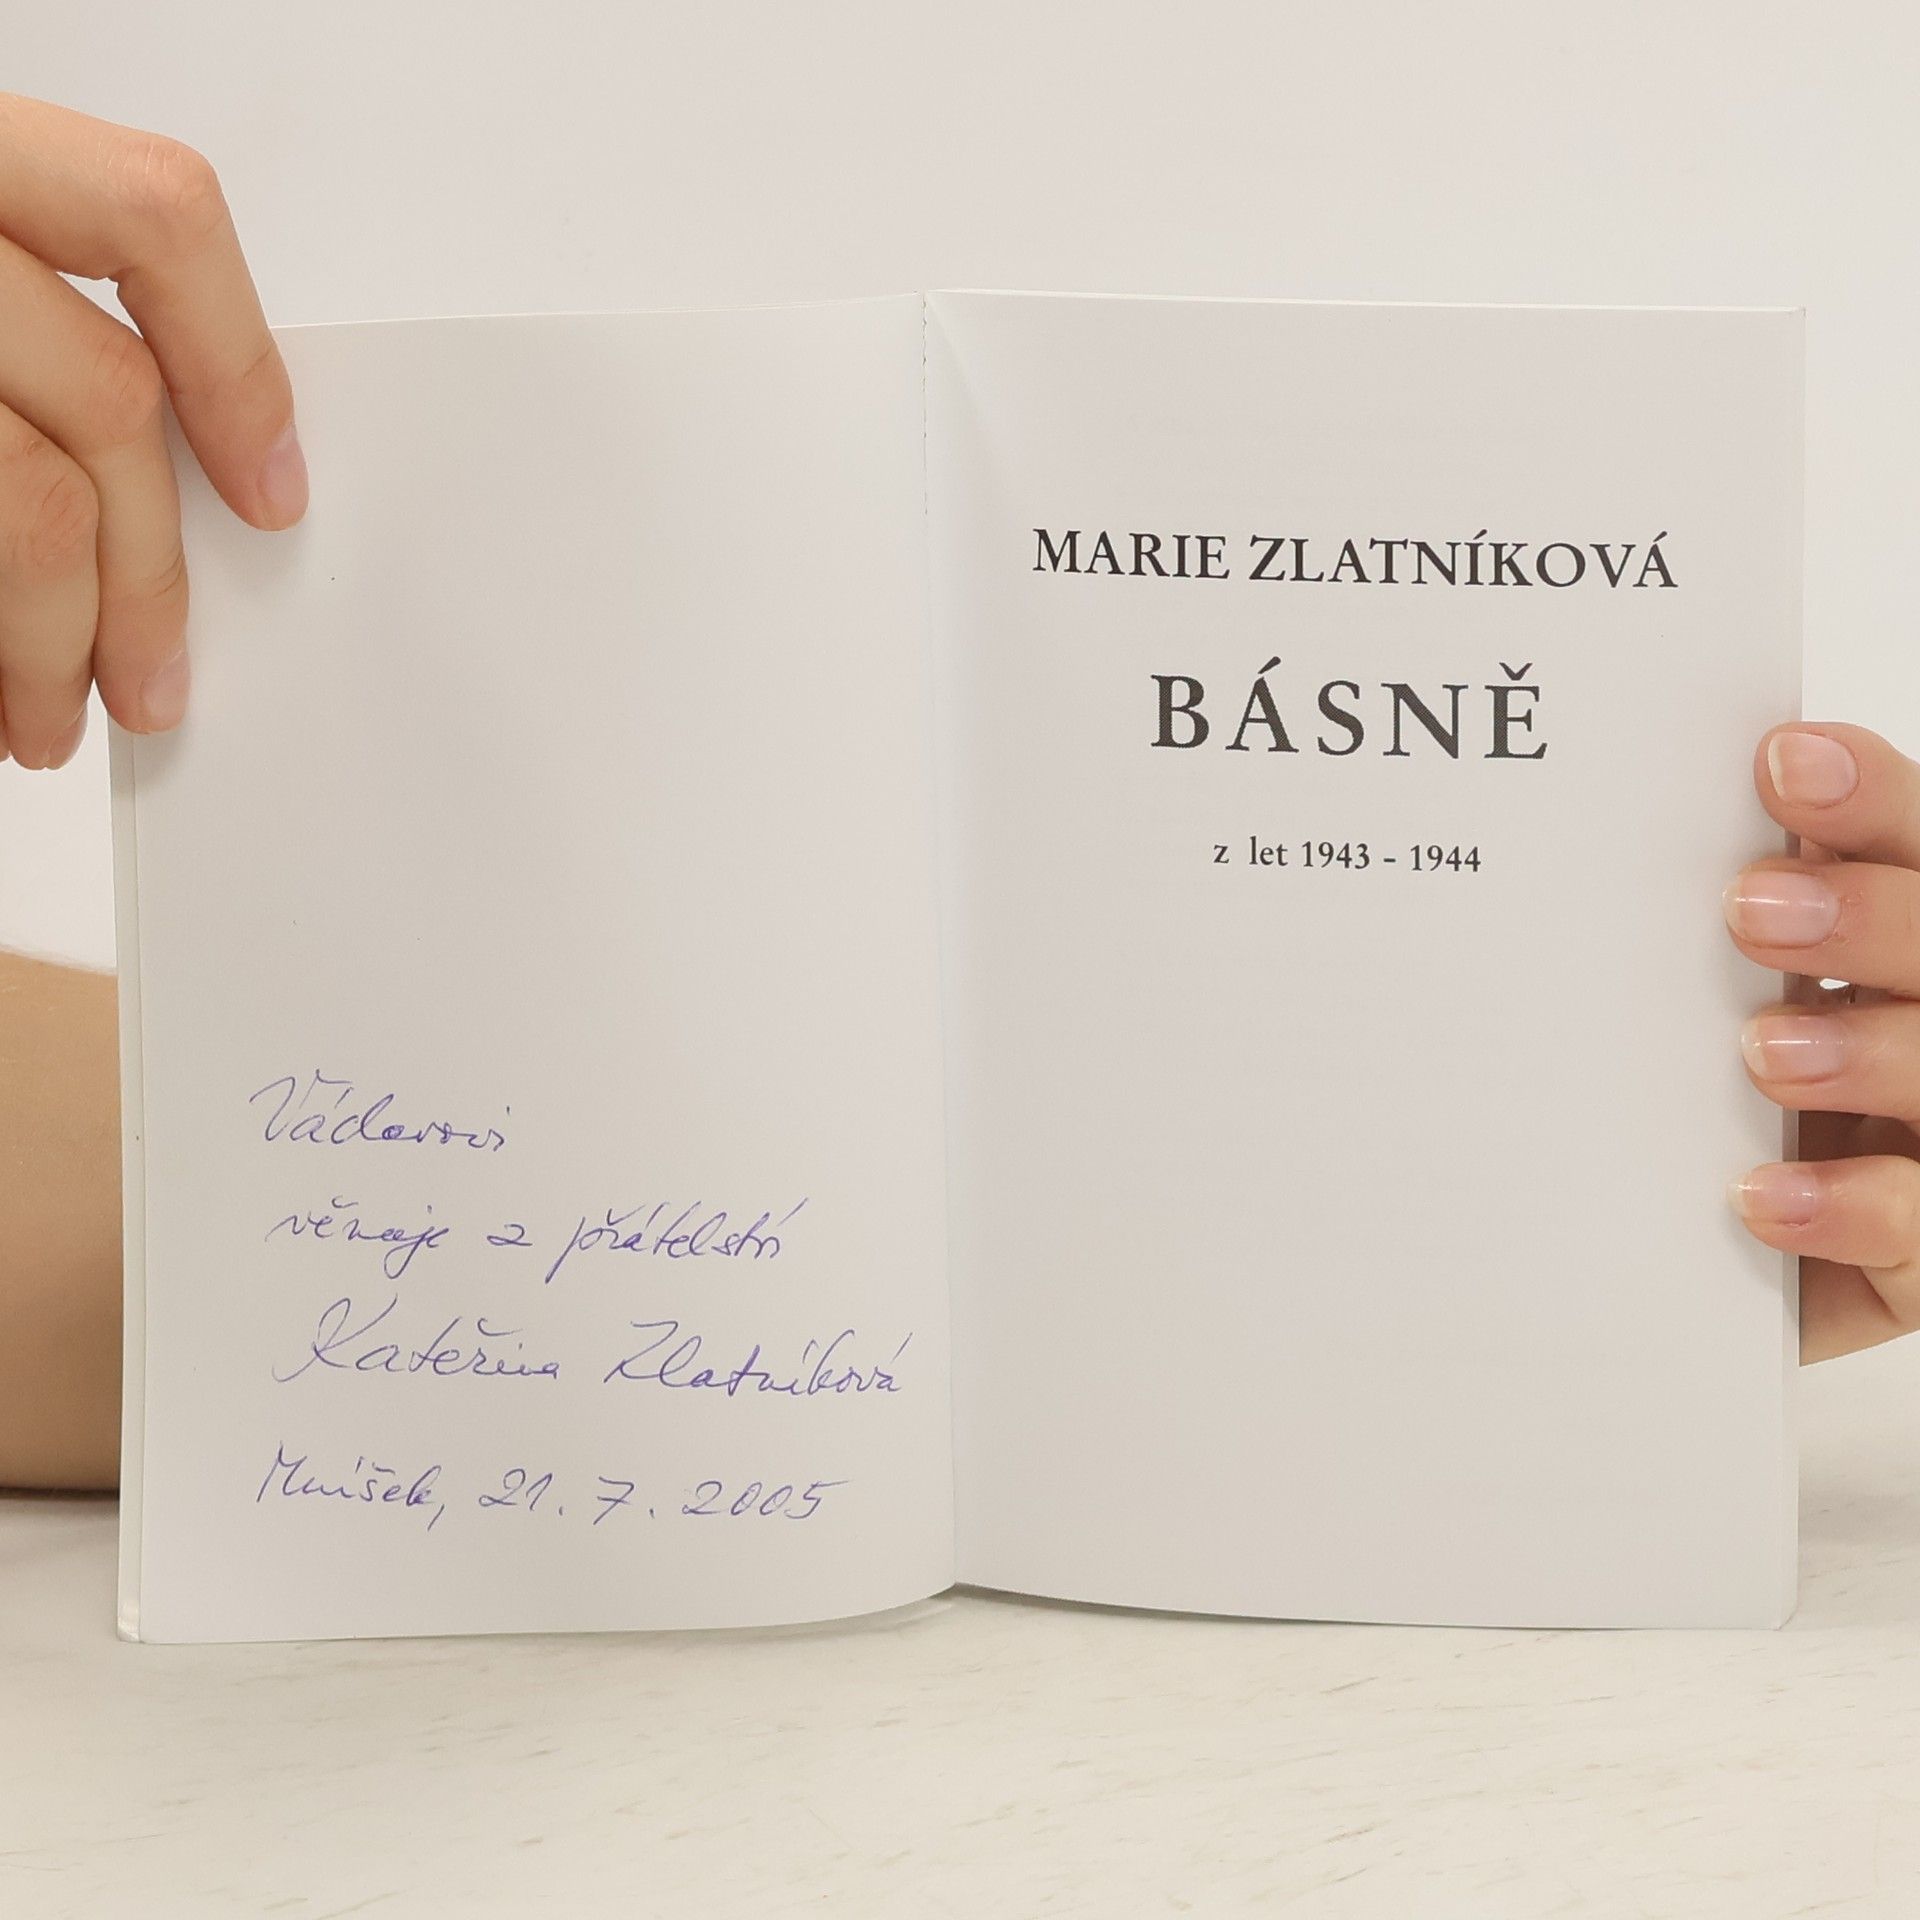 Václavovi
věnuje z přátelství
Kateřina Zlatníková
Mníšek, 21. 7. 2005
MARIE ZLATNÍKOVÁ
BÁSNĚ
z let 1943 - 1944